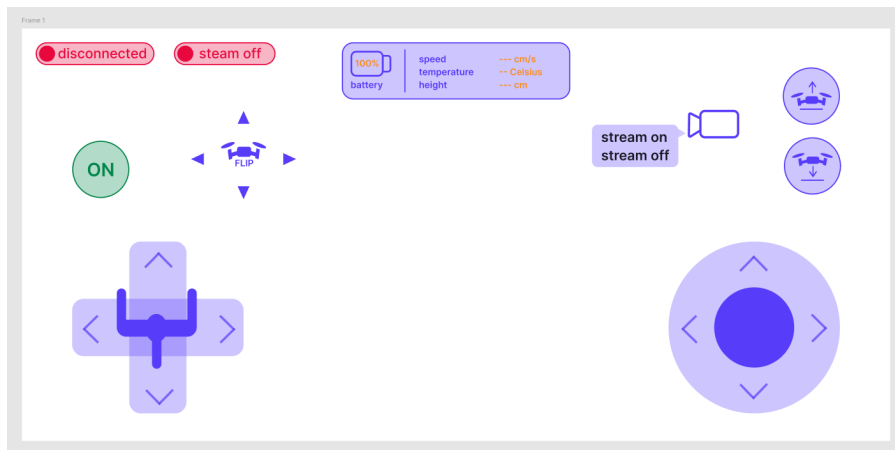 Frame 1
disconnected
steam off
100%
battery
speed --- cm/s
temperature -- Celsius
height --- cm
stream on
stream off
ON
FLIP